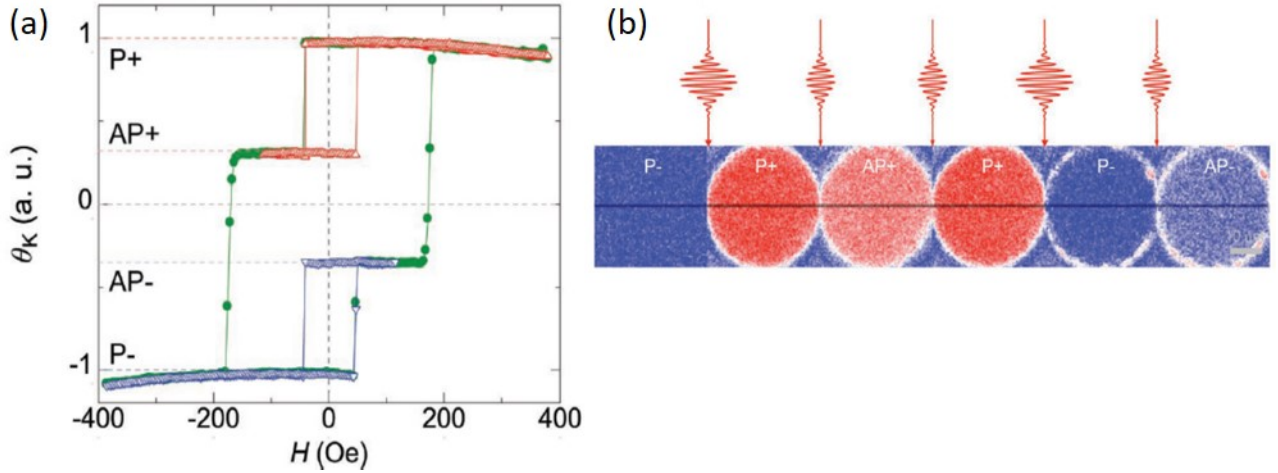 (a)
1
P+
AP+
0
AP-
P-
-1
θK (a. u.)
-400
-200
0
200
400
H (Oe)
(b)
P-
P+
AP+
P+
P-
AP-